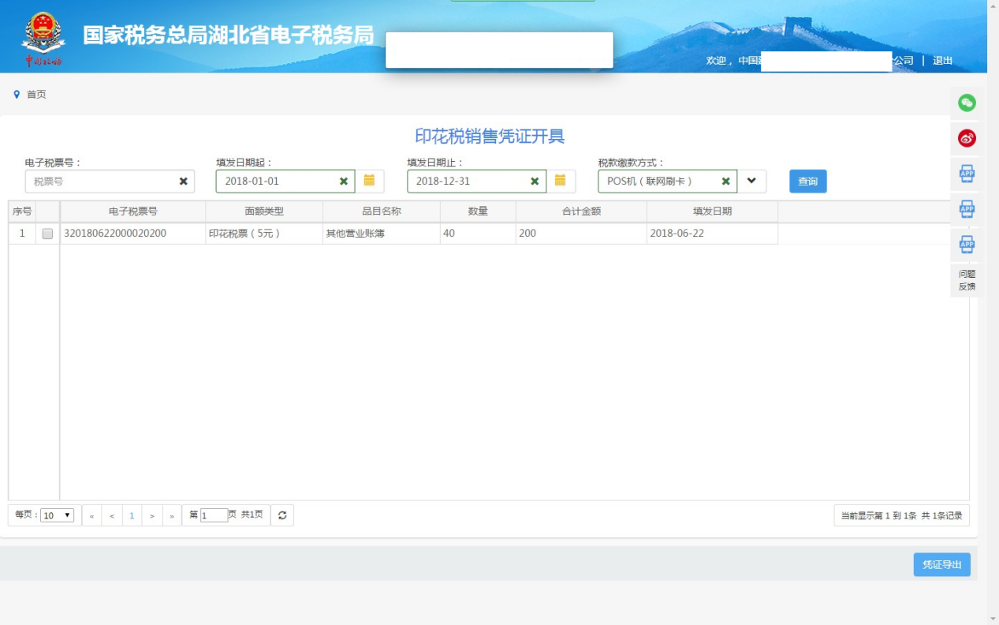 国家税务总局湖北省电子税务局
中国税务
欢迎，中国
公司 | 退出
首页
印花税销售凭证开具
电子税票号： 填发日期起： 填发日期止： 税款缴款方式：
税票号 2018-01-01 2018-12-31 POS机（联网刷卡） 查询
序号 电子税票号 面额类型 品目名称 数量 合计金额 填发日期
1 320180622000020200 印花税票（5元） 其他营业账簿 40 200 2018-06-22
APP
APP
APP
问题
反馈
每页：10 « < 1 > » 第 1 页 共1页 当前显示第 1 到 1条 共 1条记录
凭证导出